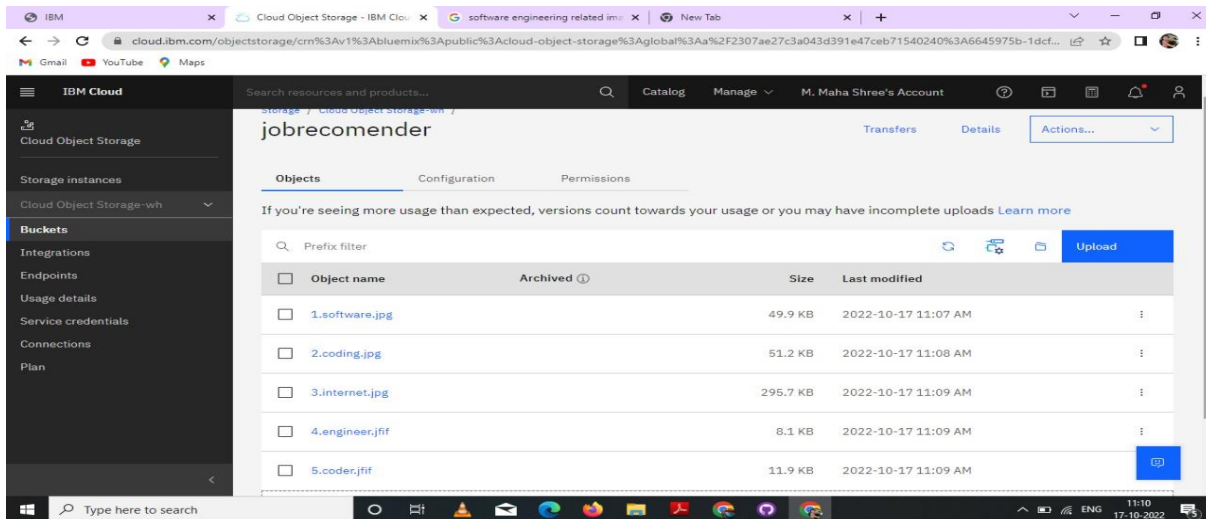 IBM
Cloud Object Storage - IBM Clou
software engineering related ima
New Tab
cloud.ibm.com/objectstorage/crn%3Av1%3Abluemix%3Apublic%3Acloud-object-storage%3Aglobal%3Aa%2F2307ae27c3a043d391e47ceb71540240%3A6645975b-1dcf...
Gmail YouTube Maps
IBM Cloud Search resources and products... Catalog Manage M. Maha Shree's Account
Storage / Cloud Object Storage-wh /
Cloud Object Storage
jobrecomender Transfers Details Actions...
Storage instances
Cloud Object Storage-wh
Buckets
Integrations
Endpoints
Usage details
Service credentials
Connections
Plan
Objects Configuration Permissions
If you're seeing more usage than expected, versions count towards your usage or you may have incomplete uploads Learn more
Prefix filter Upload
Object name Archived Size Last modified
1.software.jpg 49.9 KB 2022-10-17 11:07 AM
2.coding.jpg 51.2 KB 2022-10-17 11:08 AM
3.internet.jpg 295.7 KB 2022-10-17 11:09 AM
4.engineer.jfif 8.1 KB 2022-10-17 11:09 AM
5.coder.jfif 11.9 KB 2022-10-17 11:09 AM
Type here to search ENG 11:10
17-10-2022